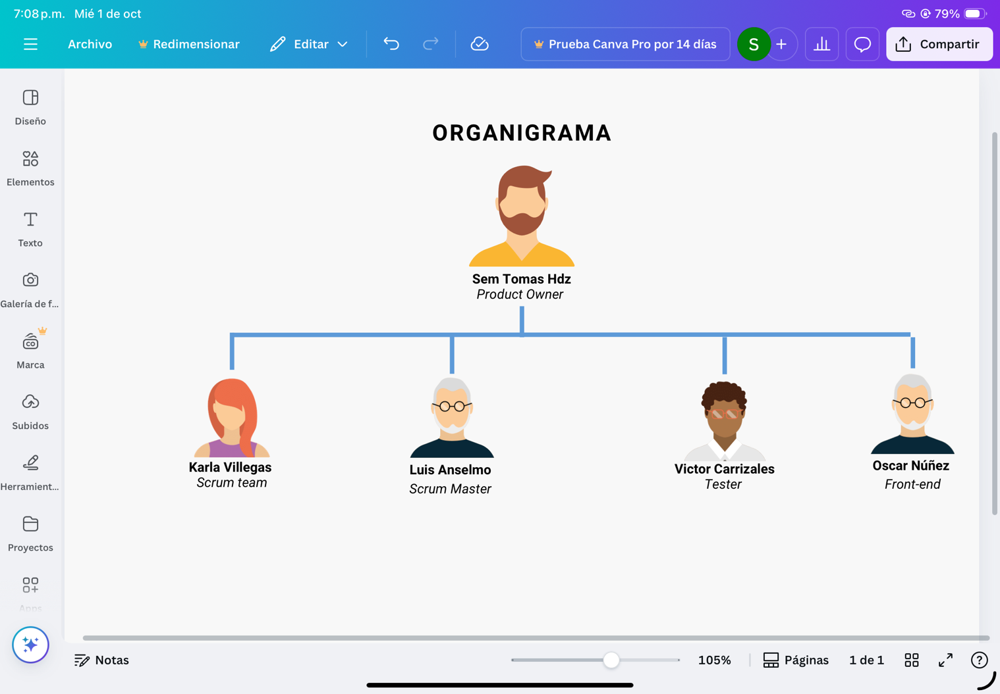 7:08 p.m. Mié 1 de oct
79%
Archivo
Redimensionar
Editar
Prueba Canva Pro por 14 días
S
+
Compartir
Diseño
Elementos
Texto
Galería de f...
CO
Marca
Subidos
Herramient...
Proyectos
Apps
ORGANIGRAMA
Sem Tomas Hdz
Product Owner
Karla Villegas
Scrum team
Luis Anselmo
Scrum Master
Victor Carrizales
Tester
Oscar Núñez
Front-end
Notas
105%
Páginas
1 de 1
?